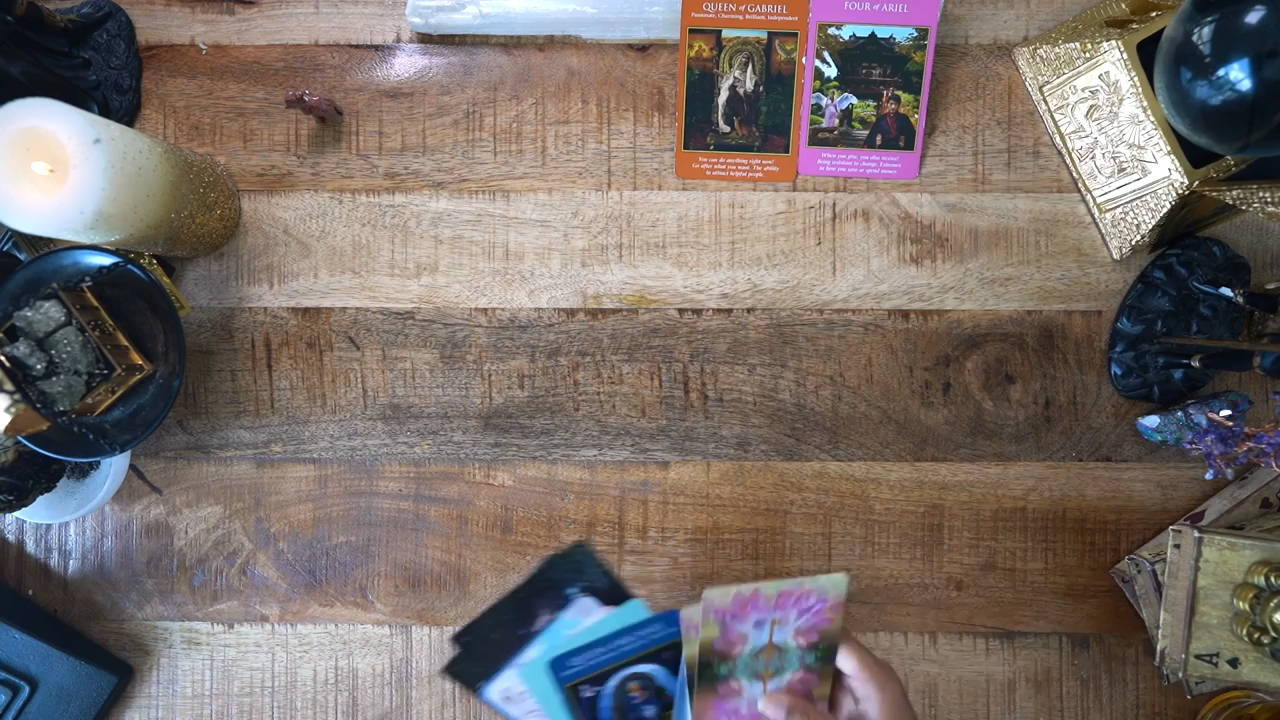 QUEEN of GABRIEL
Passionate, Charming, Brilliant, Independent
You can do anything right now!
Go after what you want. The ability
to attract helpful people.
FOUR of ARIEL
When you give, you also receive!
Being resistant to change. Extremes
in how you save or spend money.
A